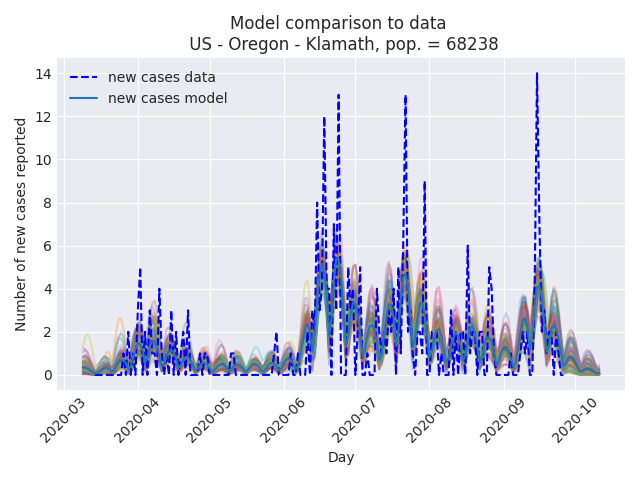 Model comparison to data
US - Oregon - Klamath, pop. = 68238
new cases data
new cases model
Number of new cases reported
14
12
10
8
6
4
2
0
2020-03
2020-04
2020-05
2020-06
2020-07
2020-08
2020-09
2020-10
Day